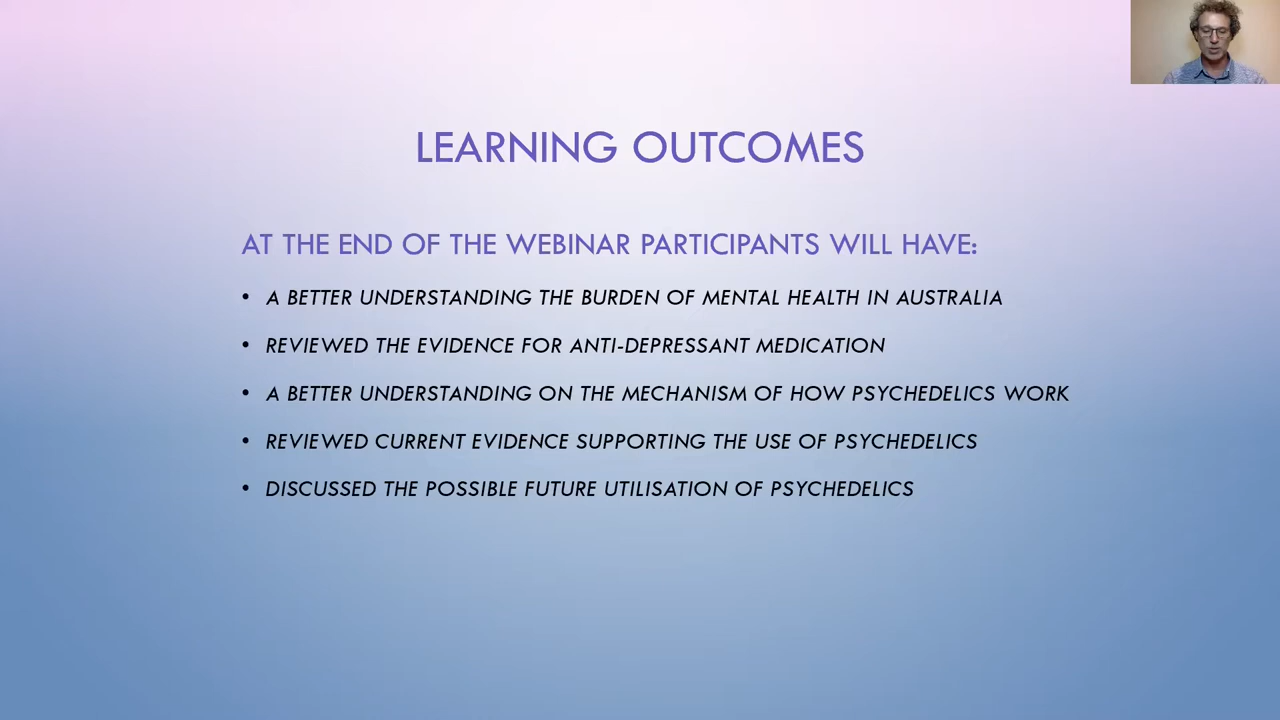 LEARNING OUTCOMES
AT THE END OF THE WEBINAR PARTICIPANTS WILL HAVE:
• A BETTER UNDERSTANDING THE BURDEN OF MENTAL HEALTH IN AUSTRALIA
• REVIEWED THE EVIDENCE FOR ANTI-DEPRESSANT MEDICATION
• A BETTER UNDERSTANDING ON THE MECHANISM OF HOW PSYCHEDELICS WORK
• REVIEWED CURRENT EVIDENCE SUPPORTING THE USE OF PSYCHEDELICS
• DISCUSSED THE POSSIBLE FUTURE UTILISATION OF PSYCHEDELICS